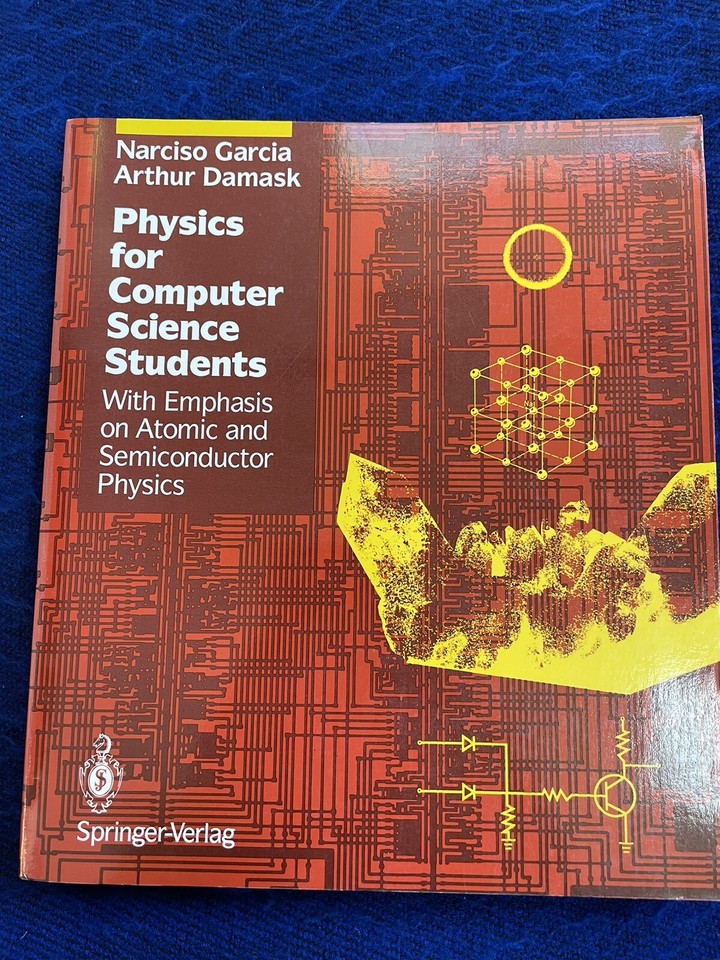 Narciso Garcia
Arthur Damask
Physics
for
Computer
Science
Students
With Emphasis
on Atomic and
Semiconductor
Physics
Springer-Verlag